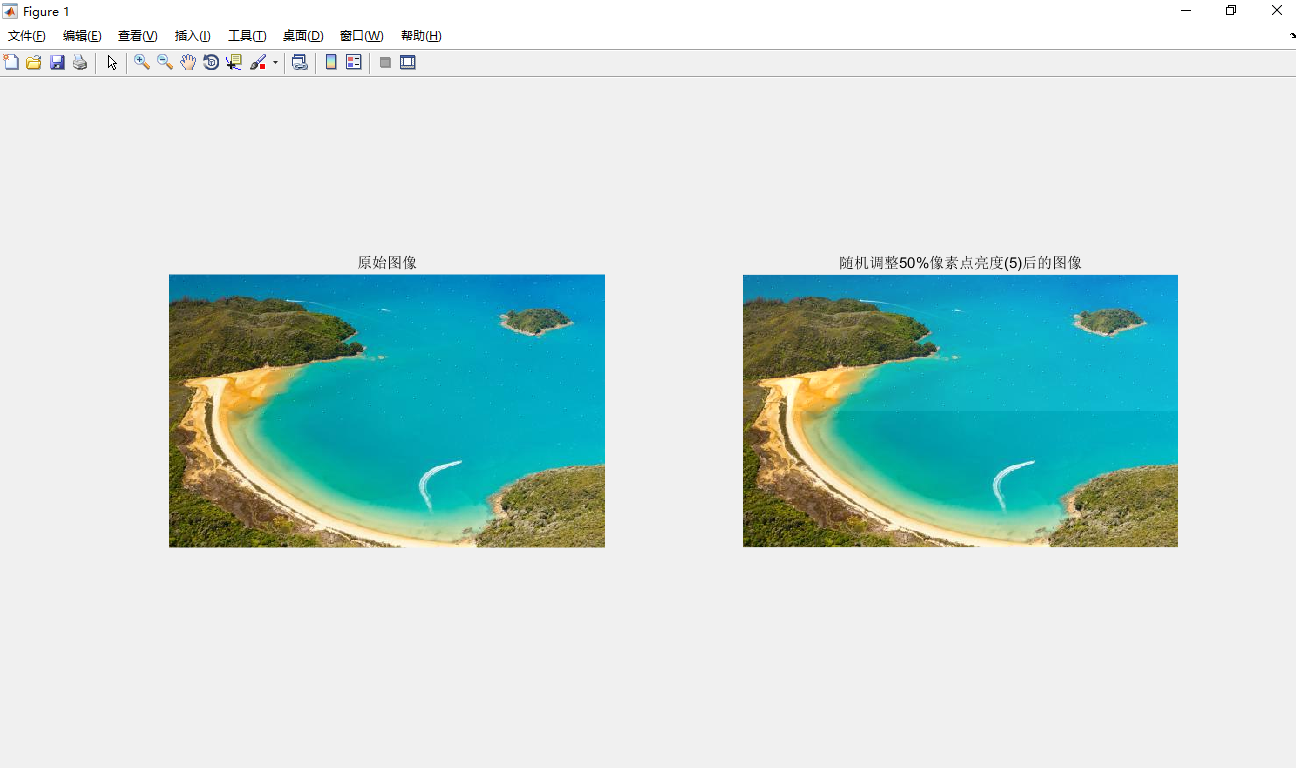 Figure 1
文件(F) 编辑(E) 查看(V) 插入(I) 工具(T) 桌面(D) 窗口(W) 帮助(H)
原始图像
随机调整50%像素点亮度(5)后的图像